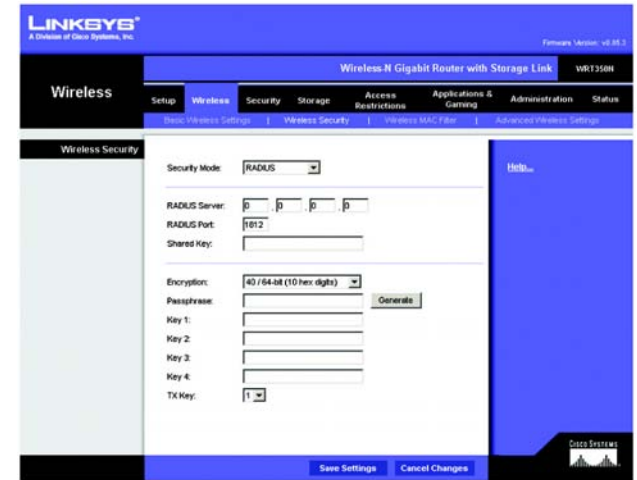 LINKSYS®
A Division of Cisco Systems, Inc.
Firmware Version: v0.85.3
Wireless-N Gigabit Router with Storage Link WRT350N
Wireless
Setup Wireless Security Storage Access Restrictions Applications & Gaming Administration Status
Basic Wireless Settings | Wireless Security | Wireless MAC Filter | Advanced Wireless Settings
Wireless Security
Help...
Security Mode: RADIUS
RADIUS Server: 0 . 0 . 0 . 0
RADIUS Port: 1812
Shared Key:
Encryption: 40 / 64-bit (10 hex digits)
Passphrase: Generate
Key 1:
Key 2:
Key 3:
Key 4:
TX Key: 1
Save Settings Cancel Changes
CISCO SYSTEMS